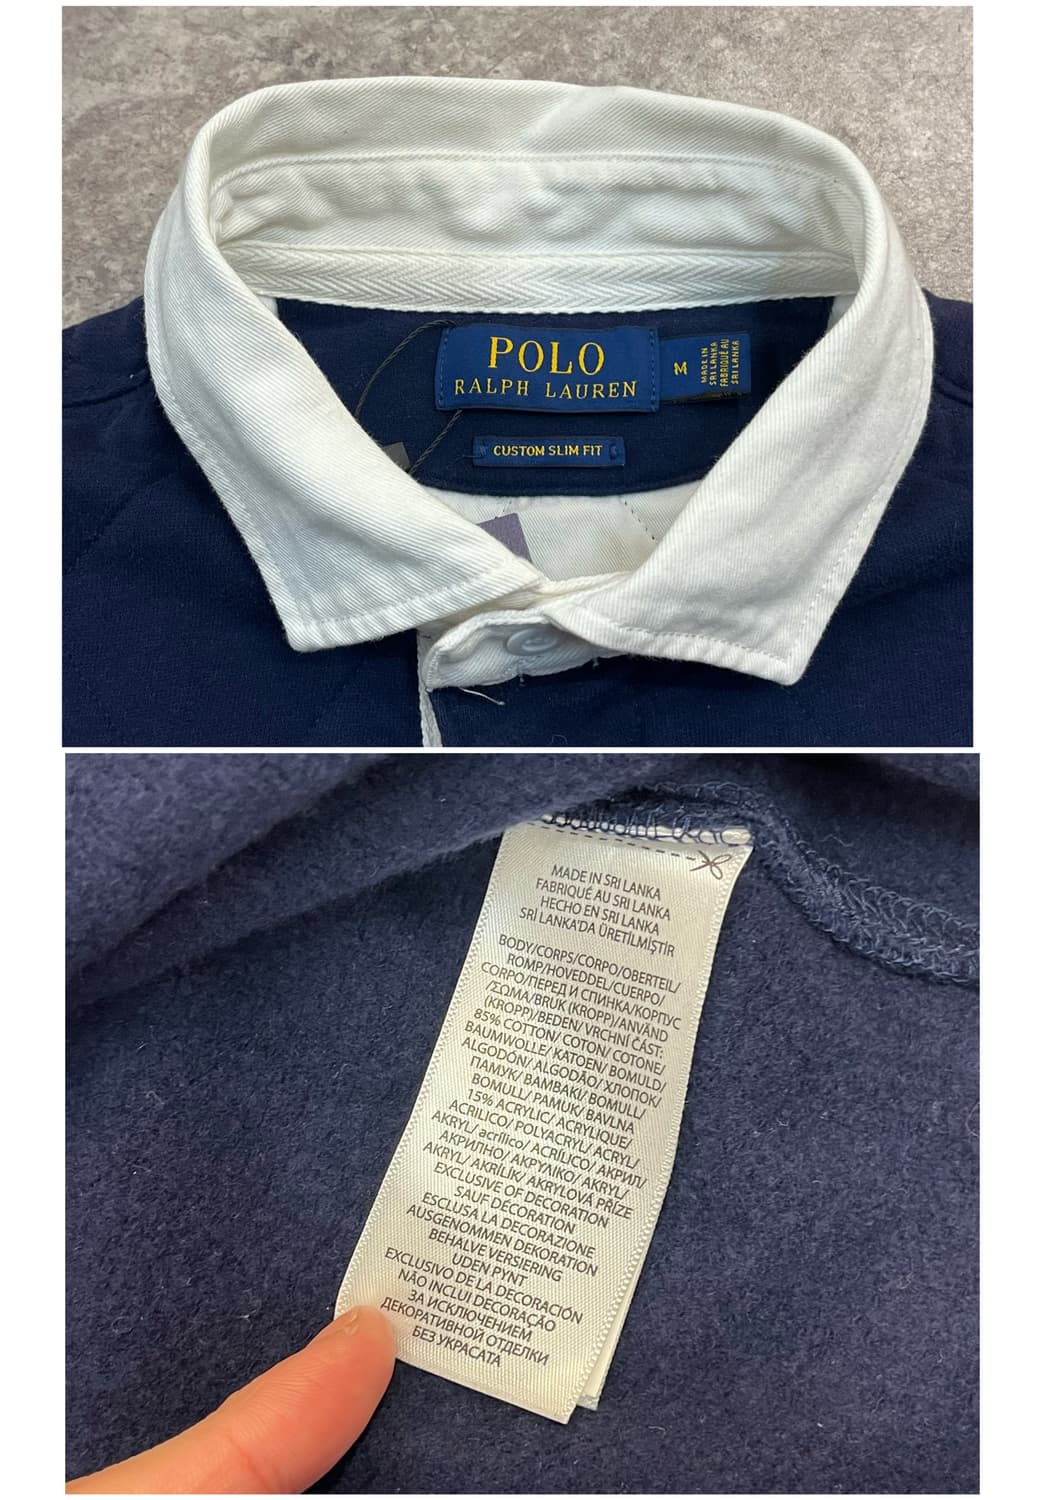 POLO
RALPH LAUREN
M
MADE IN
SRI LANKA
FABRIQUÉ AU
SRI LANKA
CUSTOM SLIM FIT
MADE IN SRI LANKA
FABRIQUÉ AU SRI LANKA
HECHO EN SRI LANKA
SRİ LANKA'DA ÜRETİLMİŞTİR
BODY/CORPS/CORPO/OBERTEIL/
ROMP/HOVEDDEL/CUERPO/
CORPO/ПЕРЕД И СПИНКА/КОРПУС
/ΣΩΜΑ/BRUK (KROPP)/ANVÄND
(KROPP)/BEDEN/ VRCHNÍ ČÁST:
85% COTTON/ COTON/ COTONE/
BAUMWOLLE/ KATOEN/ BOMULD/
ALGODÓN/ ALGODÃO/ ХЛОПОК/
ПАМУК/ ΒΑΜΒΑΚΙ/ BOMULL/
BOMULL/ PAMUK/ BAVLNA
15% ACRYLIC/ ACRYLIQUE/
ACRILICO/ POLYACRYL/ ACRYL/
AKRYL/ acrílico/ ACRÍLICO/ АКРИЛ/
АКРИЛНО/ ΑΚΡΥΛΙΚΟ/ AKRYL/
AKRYL/ AKRİLİK/ AKRYLOVÁ PŘÍZE
EXCLUSIVE OF DECORATION
SAUF DÉCORATION
ESCLUSA LA DECORAZIONE
AUSGENOMMEN DEKORATION
BEHALVE VERSIERING
UDEN PYNT
EXCLUSIVO DE LA DECORACIÓN
NÃO INCLUI DECORAÇÃO
ЗА ИСКЛЮЧЕНИЕМ
ДЕКОРАТИВНОЙ ОТДЕЛКИ
БЕЗ УКРАСАТА